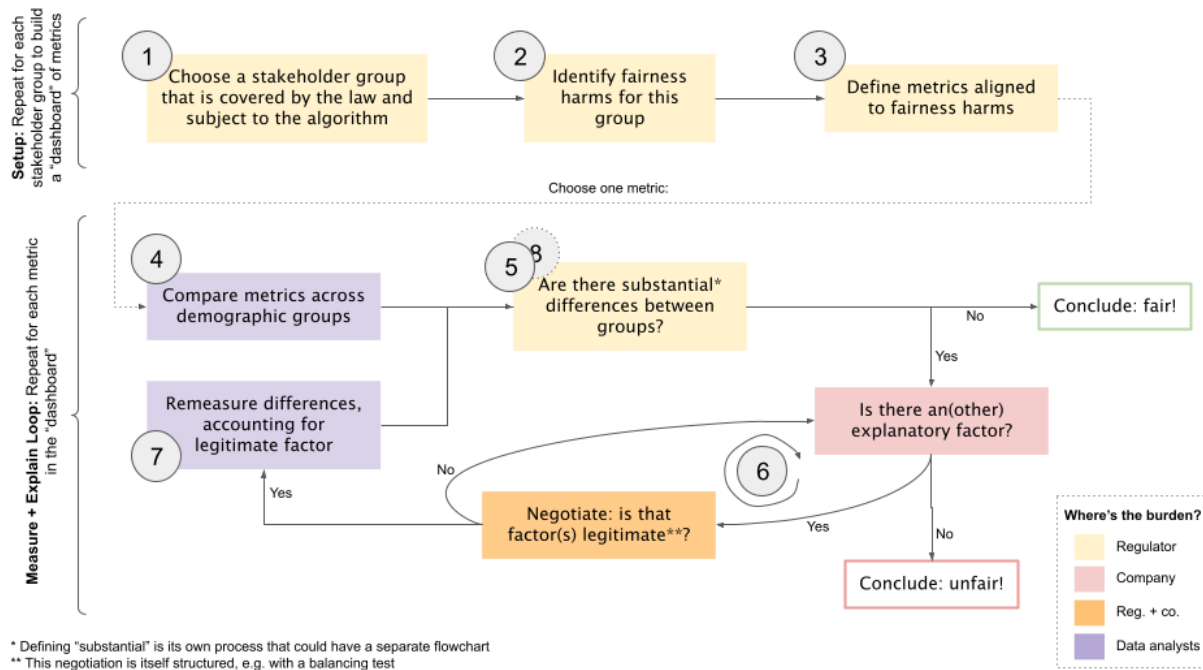 Setup: Repeat for each
stakeholder group to build
a “dashboard” of metrics
1
Choose a stakeholder group
that is covered by the law and
subject to the algorithm
2
Identify fairness
harms for this
group
3
Define metrics aligned
to fairness harms
Choose one metric:
Measure + Explain Loop: Repeat for each metric
in the “dashboard”
4
Compare metrics across
demographic groups
5
8
Are there substantial*
differences between
groups?
No
Conclude: fair!
Yes
Is there an(other)
explanatory factor?
6
Yes
No
Conclude: unfair!
Negotiate: is that
factor(s) legitimate**?
No
Yes
7
Remeasure differences,
accounting for
legitimate factor
Where’s the burden?
Regulator
Company
Reg. + co.
Data analysts
* Defining “substantial” is its own process that could have a separate flowchart
** This negotiation is itself structured, e.g. with a balancing test